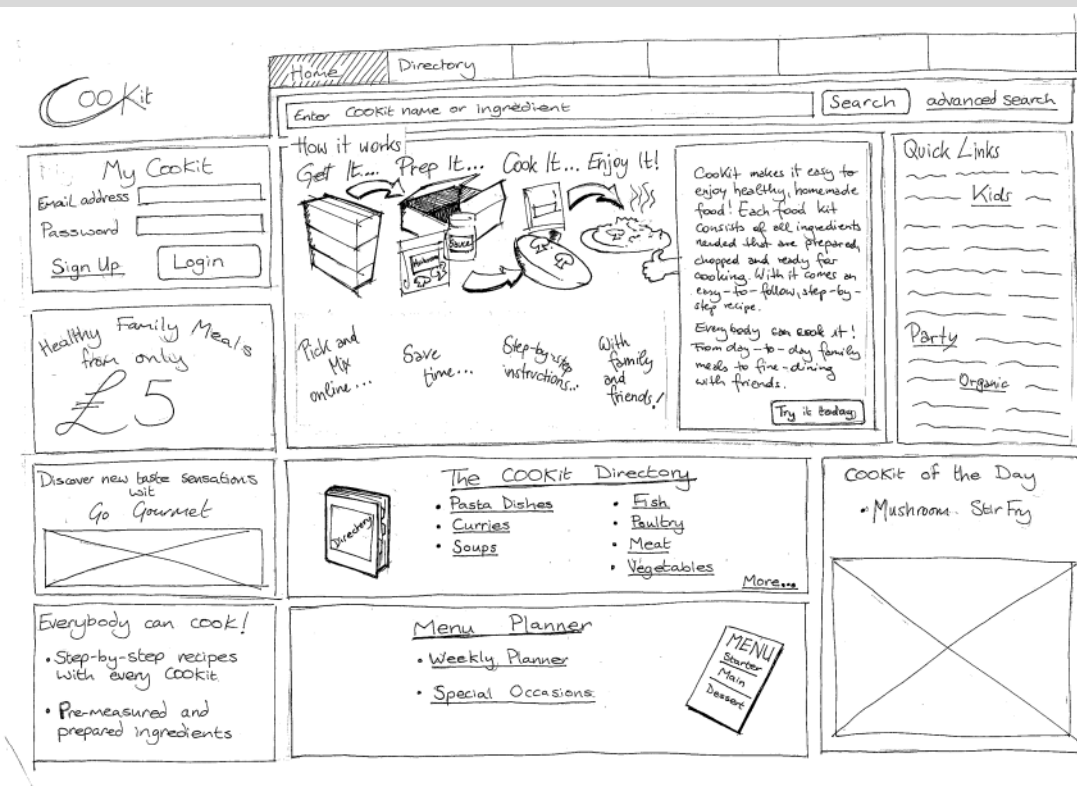 COOKit
Home
Directory
Enter COOKit name or ingredient
Search
advanced search
My Cookit
Email address
Password
Sign Up
Login
Healthy Family Meals
from only
£5
Discover new taste sensations
wit
Go Gourmet
Everybody can cook!
• Step-by-step recipes
with every COOKit
• Pre-measured and
prepared ingredients
How it works
Get It.... Prep It... Cook It... Enjoy It!
Sauce
Mushrooms
Pick and
Mix
online...
Save
time...
Step-by-step
instructions...
With
family
and
friends!
COOKit makes it easy to
enjoy healthy, homemade
food! Each food kit
consists of all ingredients
needed that are prepared,
chopped and ready for
cooking. With it comes an
easy-to-follow, step-by-
step recipe.
Everybody can cook it!
From day-to-day family
meals to fine-dining
with friends.
Try it today
Quick Links
Kids
Party
Organic
The COOKit Directory
Directory
• Pasta Dishes
• Curries
• Soups
• Fish
• Poultry
• Meat
• Vegetables
More...
Menu Planner
• Weekly Planner
• Special Occasions
MENU
Starter
Main
Dessert
COOKit of the Day
• Mushroom Stir Fry